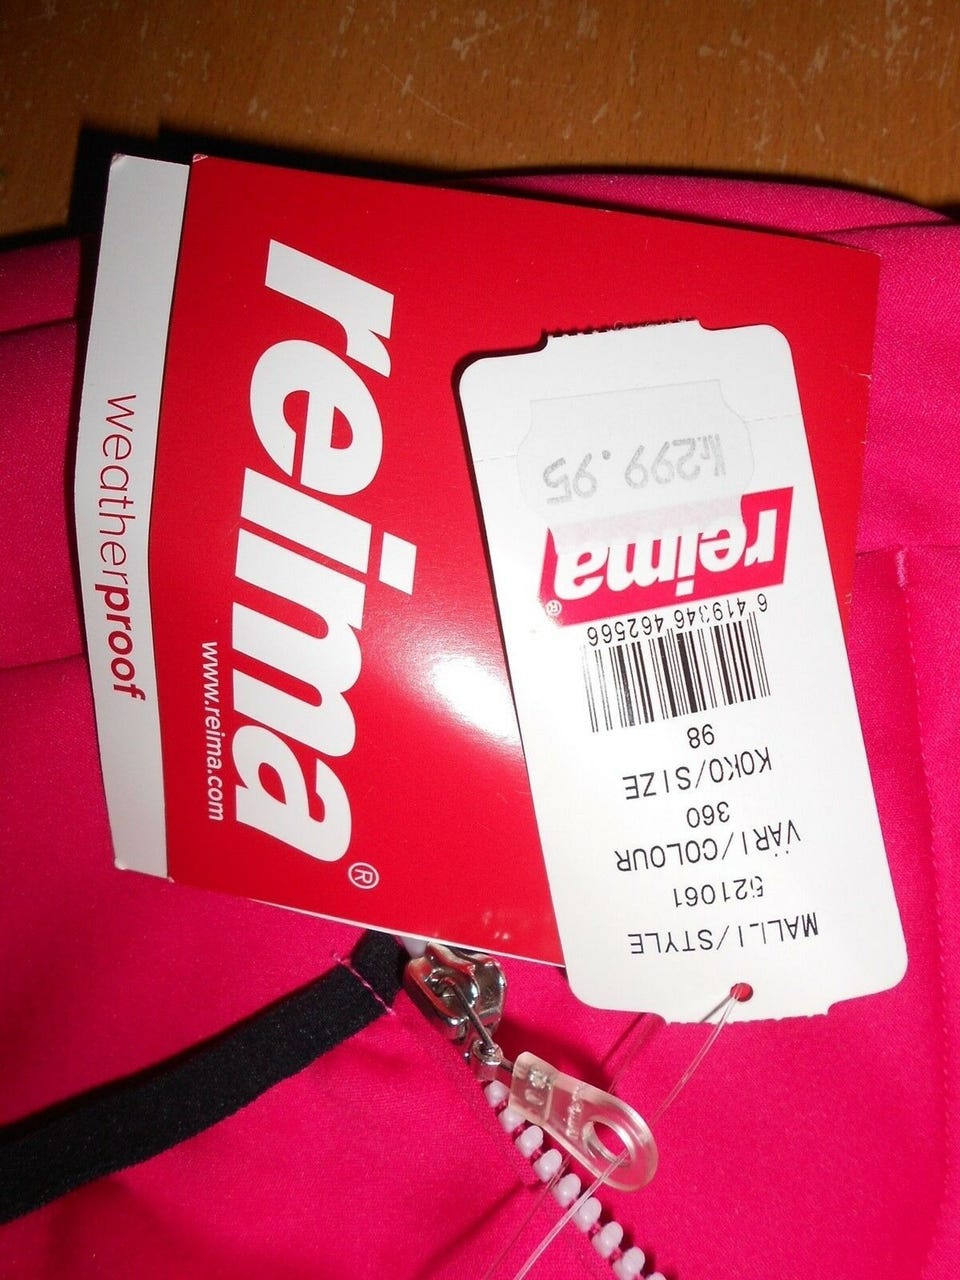 reima®
www.reima.com
weatherproof
MALLI/STYLE
521061
VÄRI/COLOUR
360
KOKO/SIZE
98
6 419346 462566
reima®
kr299.95